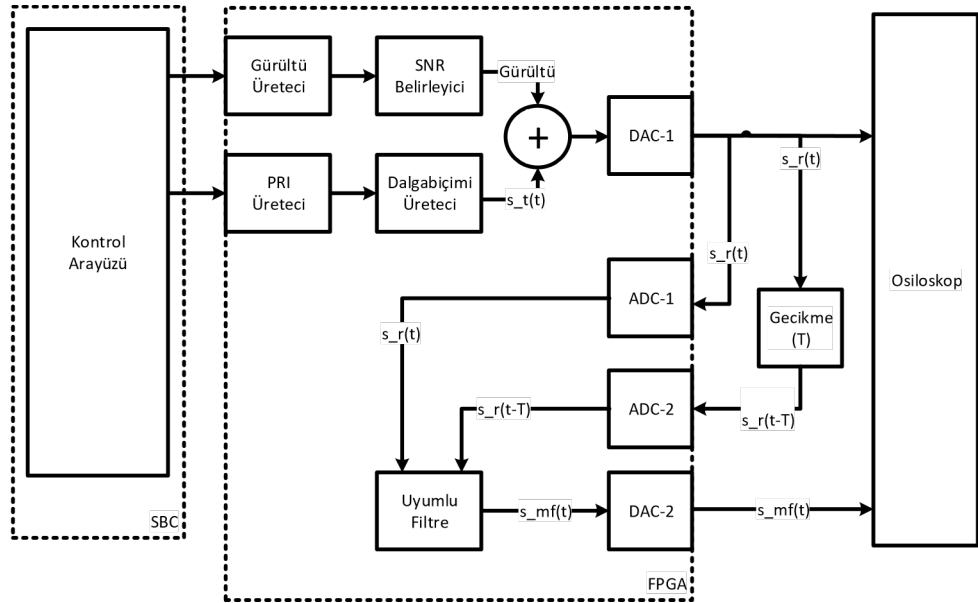 Gürültü
Üreteci
SNR
Belirleyici
Gürültü
+
DAC-1
s_r(t)
PRI
Üreteci
Dalgabiçimi
Üreteci
s_t(t)
Kontrol
Arayüzü
s_r(t)
ADC-1
Osiloskop
s_r(t)
Gecikme
(T)
ADC-2
s_r(t-T)
s_r(t-T)
Uyumlu
Filtre
s_mf(t)
DAC-2
s_mf(t)
SBC
FPGA